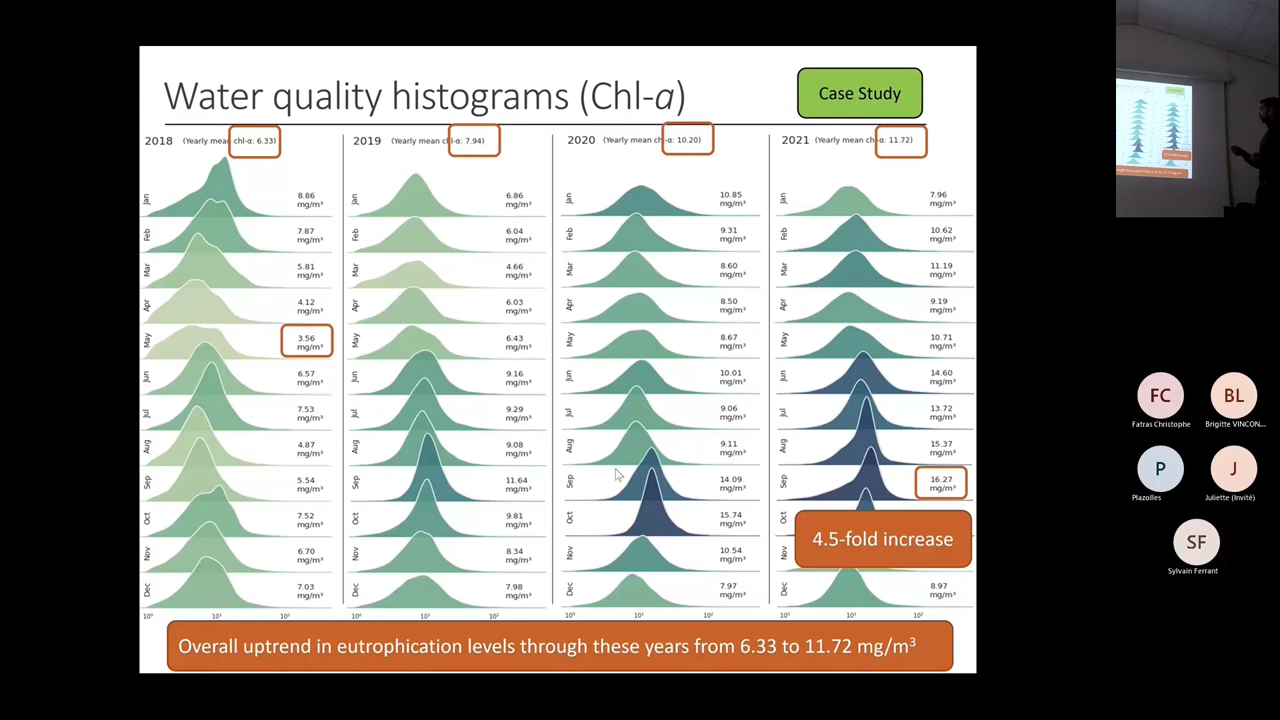 Water quality histograms (Chl-a)
Case Study
2018 (Yearly mean chl-α: 6.33)
Jan 8.86 mg/m³
Feb 7.87 mg/m³
Mar 5.81 mg/m³
Apr 4.12 mg/m³
May 3.56 mg/m³
Jun 6.57 mg/m³
Jul 7.53 mg/m³
Aug 4.87 mg/m³
Sep 5.54 mg/m³
Oct 7.52 mg/m³
Nov 6.70 mg/m³
Dec 7.03 mg/m³
10⁰ 10¹ 10²
2019 (Yearly mean chl-α: 7.94)
Jan 6.86 mg/m³
Feb 6.04 mg/m³
Mar 4.66 mg/m³
Apr 6.03 mg/m³
May 6.43 mg/m³
Jun 9.16 mg/m³
Jul 9.29 mg/m³
Aug 9.08 mg/m³
Sep 11.64 mg/m³
Oct 9.81 mg/m³
Nov 8.34 mg/m³
Dec 7.98 mg/m³
10⁰ 10¹ 10²
2020 (Yearly mean chl-α: 10.20)
Jan 10.85 mg/m³
Feb 9.31 mg/m³
Mar 8.60 mg/m³
Apr 8.50 mg/m³
May 8.67 mg/m³
Jun 10.01 mg/m³
Jul 9.06 mg/m³
Aug 9.11 mg/m³
Sep 14.09 mg/m³
Oct 15.74 mg/m³
Nov 10.54 mg/m³
Dec 7.97 mg/m³
10⁰ 10¹ 10²
2021 (Yearly mean chl-α: 11.72)
Jan 7.96 mg/m³
Feb 10.62 mg/m³
Mar 11.19 mg/m³
Apr 9.19 mg/m³
May 10.71 mg/m³
Jun 14.60 mg/m³
Jul 13.72 mg/m³
Aug 15.37 mg/m³
Sep 16.27 mg/m³
4.5-fold increase
Nov
Dec 8.97 mg/m³
10⁰ 10¹ 10²
Overall uptrend in eutrophication levels through these years from 6.33 to 11.72 mg/m³
FC
Fatras Christophe
BL
Brigitte VINCON...
P
Plazolles
J
Juliette (Invité)
SF
Sylvain Ferrant